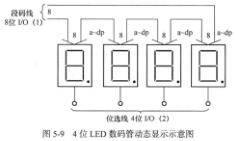 段码线
8位 I/O (1)
8
8 a~dp 8 a~dp 8 a~dp 8 a~dp
位选线 4位 I/O (2)
图 5-9 4 位 LED 数码管动态显示示意图